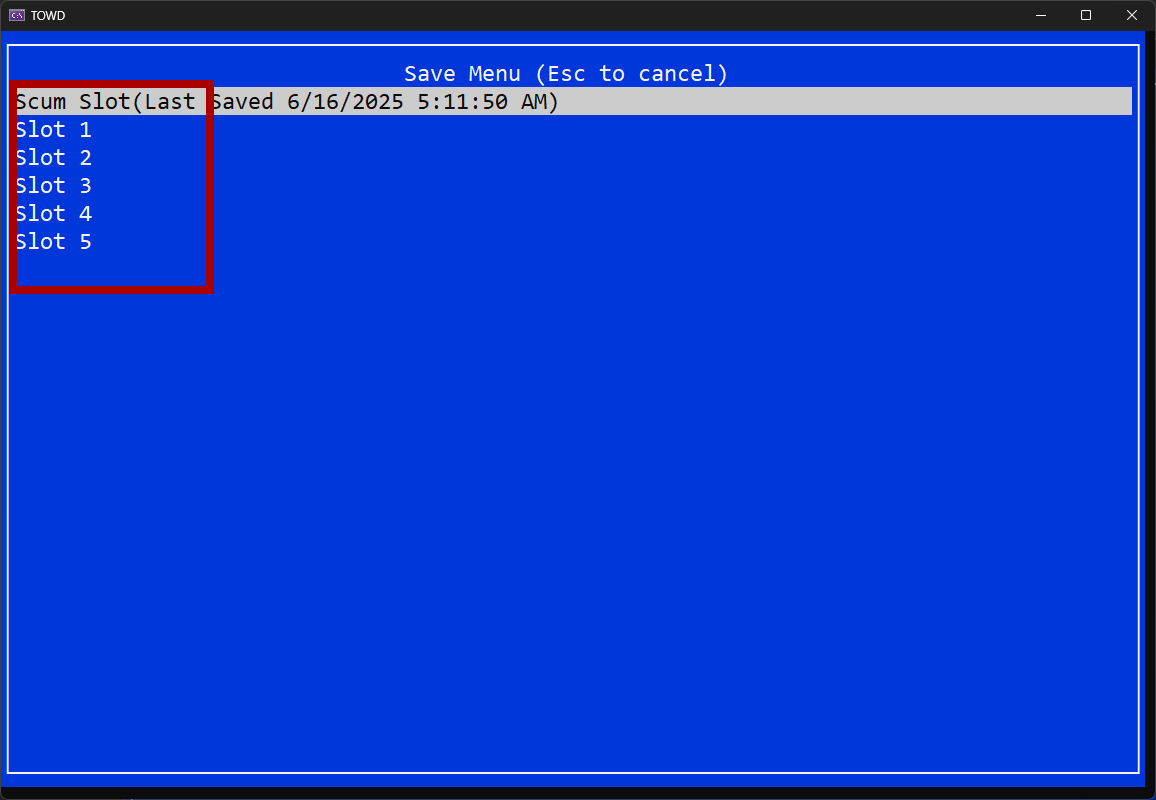 TOWD
Save Menu (Esc to cancel)
Scum Slot(Last Saved 6/16/2025 5:11:50 AM)
Slot 1
Slot 2
Slot 3
Slot 4
Slot 5